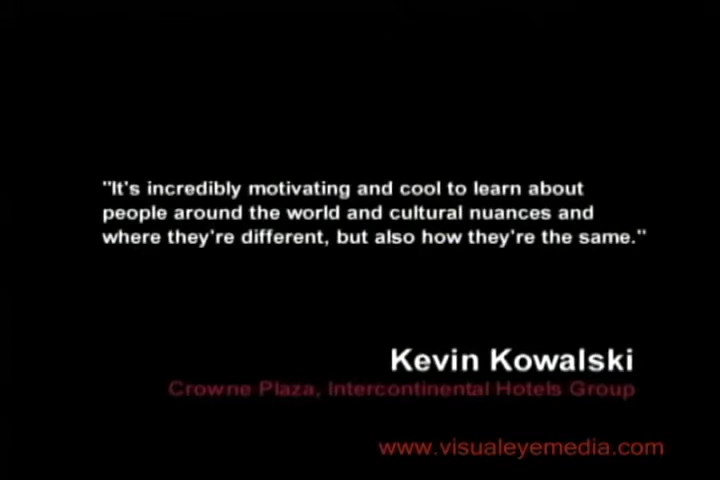 "It's incredibly motivating and cool to learn about
people around the world and cultural nuances and
where they're different, but also how they're the same."
Kevin Kowalski
Crowne Plaza, Intercontinental Hotels Group
www.visualeyemedia.com